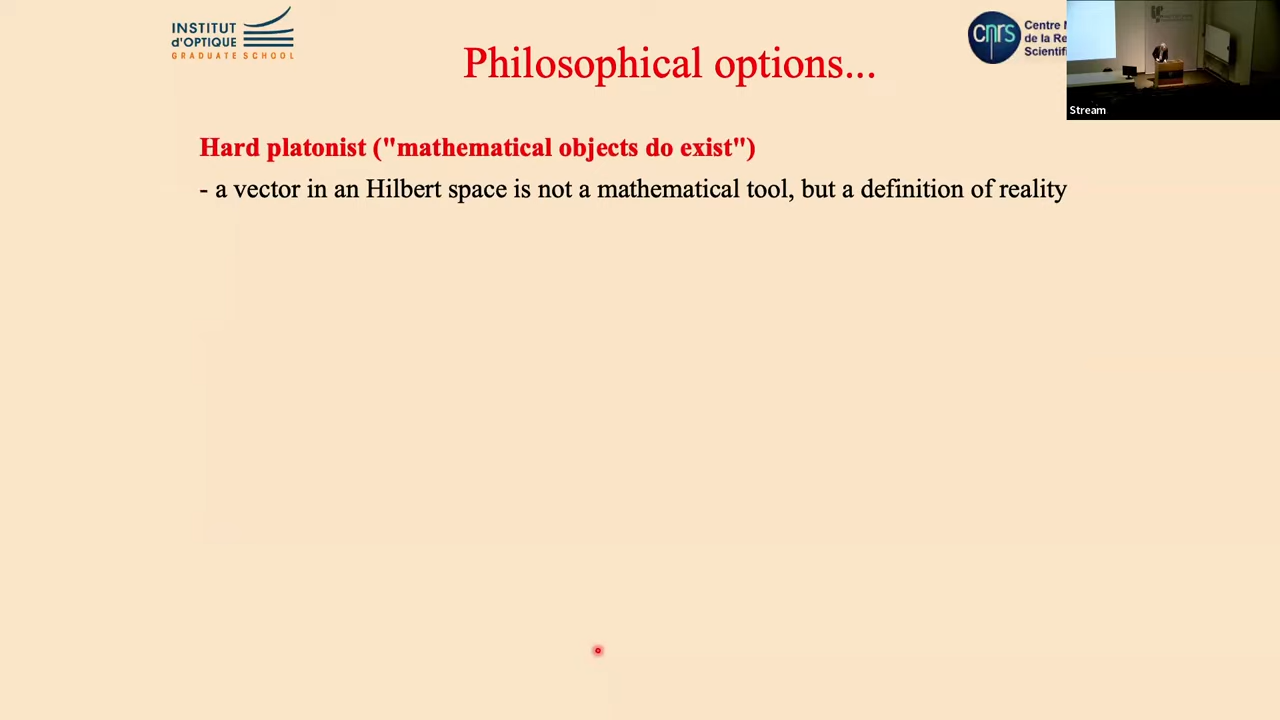 INSTITUT
d'OPTIQUE
GRADUATE SCHOOL
Philosophical options...
cnrs
Centre
de la Re
Scientifi
Stream
Hard platonist ("mathematical objects do exist")
- a vector in an Hilbert space is not a mathematical tool, but a definition of reality